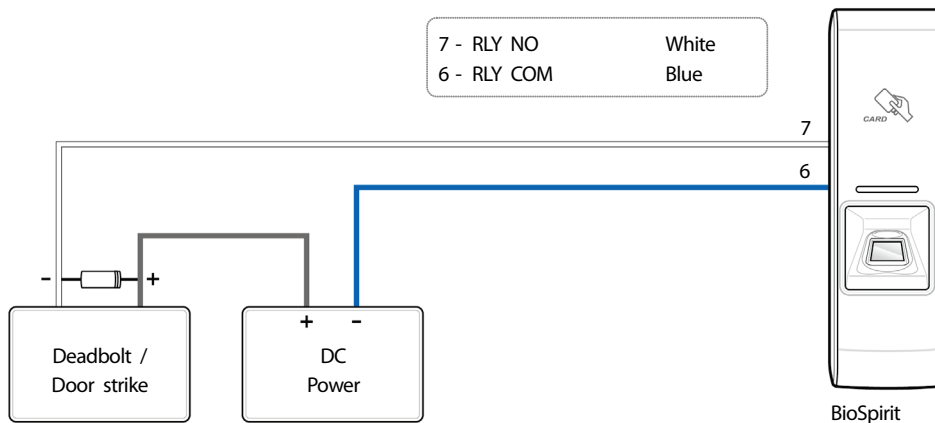 7 - RLY NO White
6 - RLY COM Blue
CARD
7
6
- +
+ -
Deadbolt /
Door strike
DC
Power
BioSpirit